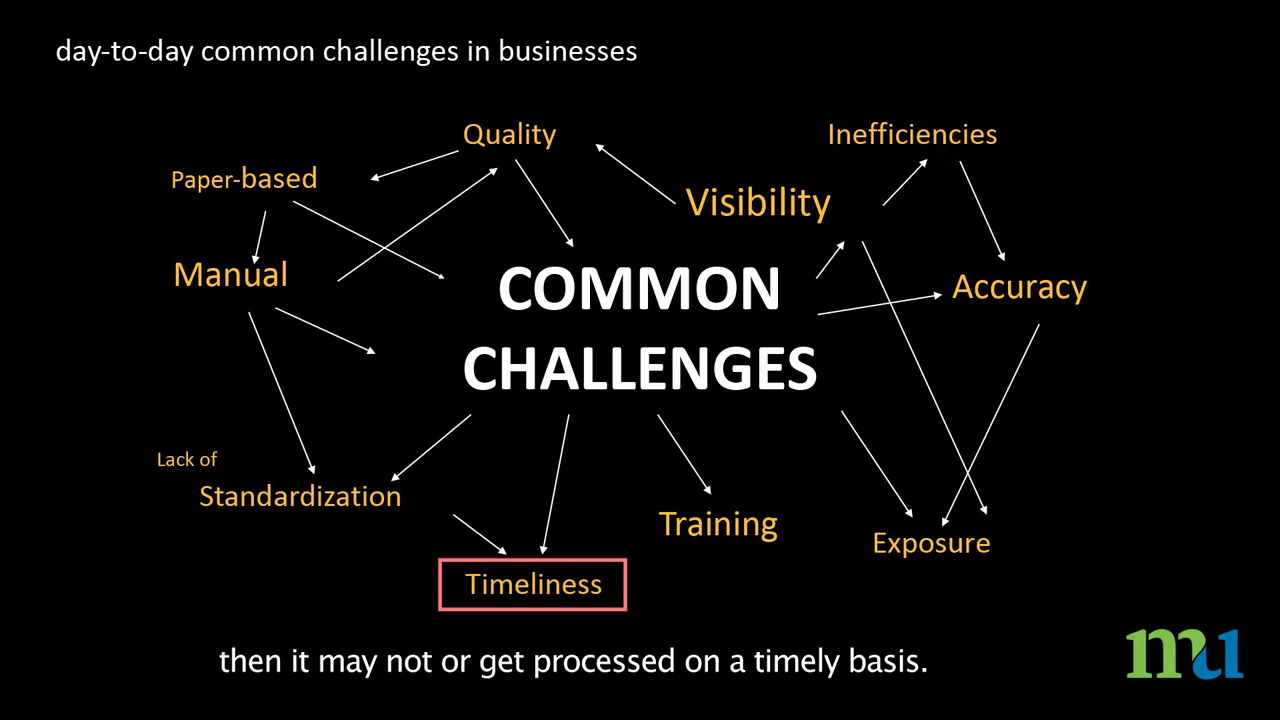 day-to-day common challenges in businesses
Quality
Inefficiencies
Paper-based
Visibility
Manual
COMMON
CHALLENGES
Accuracy
Lack of
Standardization
Training
Exposure
Timeliness
then it may not or get processed on a timely basis.
mu